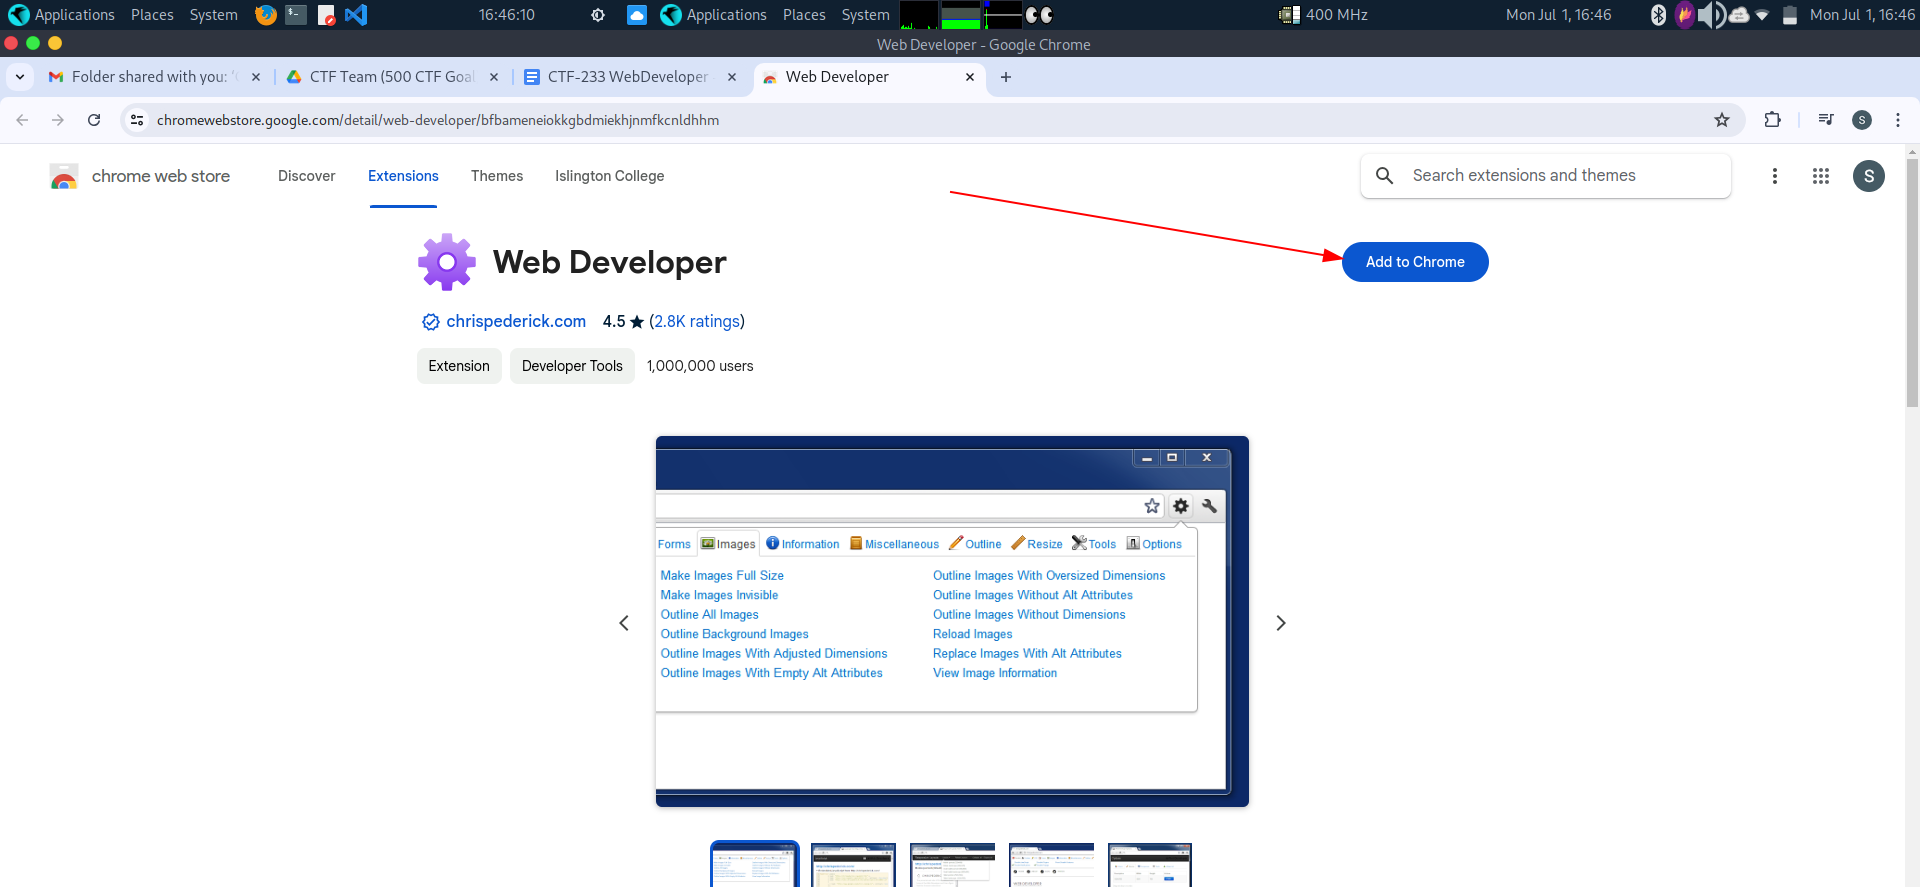 Applications Places System 16:46:10 Applications Places System 400 MHz Mon Jul 1, 16:46 Mon Jul 1, 16:46
Web Developer - Google Chrome
Folder shared with you: 'C CTF Team (500 CTF Goal CTF-233 WebDeveloper Web Developer
chromewebstore.google.com/detail/web-developer/bfbameneiokkgbdmiekhjnmfkcnldhhm S
chrome web store Discover Extensions Themes Islington College Search extensions and themes S
Web Developer Add to Chrome
chrispederick.com 4.5 (2.8K ratings)
Extension Developer Tools 1,000,000 users
Forms Images Information Miscellaneous Outline Resize Tools Options
Make Images Full Size Outline Images With Oversized Dimensions
Make Images Invisible Outline Images Without Alt Attributes
Outline All Images Outline Images Without Dimensions
Outline Background Images Reload Images
Outline Images With Adjusted Dimensions Replace Images With Alt Attributes
Outline Images With Empty Alt Attributes View Image Information